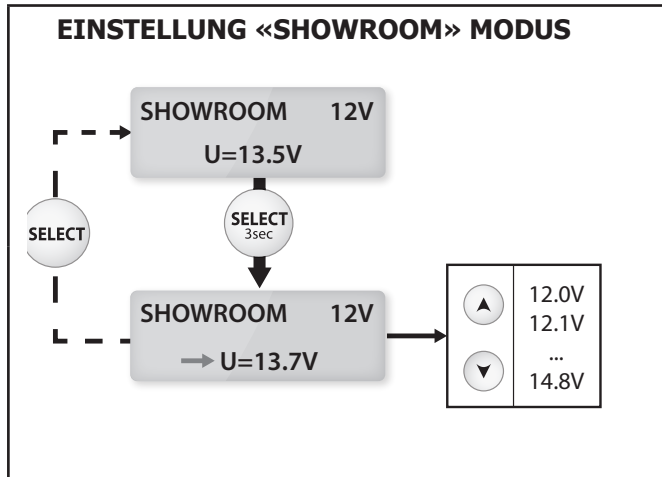 EINSTELLUNG «SHOWROOM» MODUS
SHOWROOM 12V
U=13.5V
SELECT
SELECT
3sec
SHOWROOM 12V
U=13.7V
12.0V
12.1V
...
14.8V